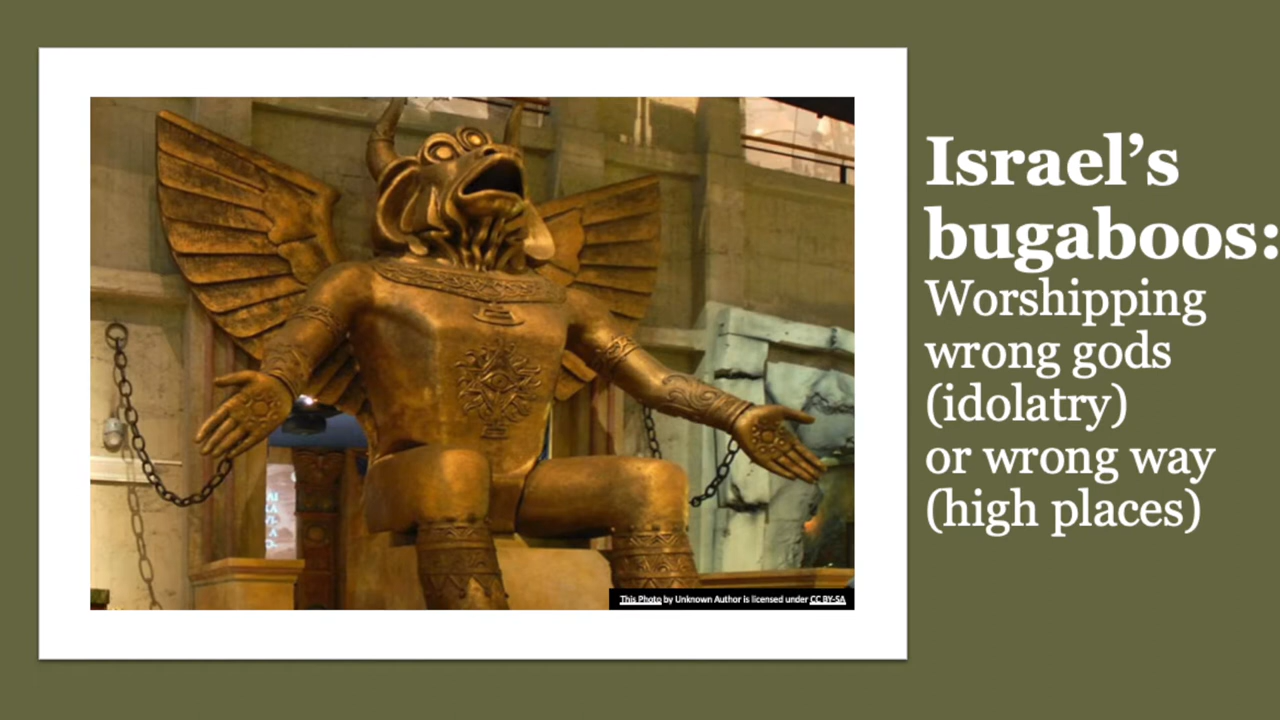 Israel’s
bugaboos:
Worshipping
wrong gods
(idolatry)
or wrong way
(high places)
This Photo by Unknown Author is licensed under CC BY-SA